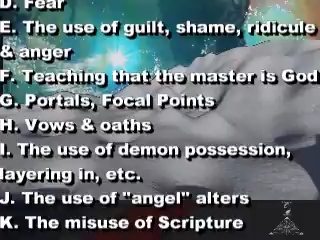 D. Fear
E. The use of guilt, shame, ridicule
& anger
F. Teaching that the master is God
G. Portals, Focal Points
H. Vows & oaths
I. The use of demon possession,
layering in, etc.
J. The use of "angel" alters
K. The misuse of Scripture